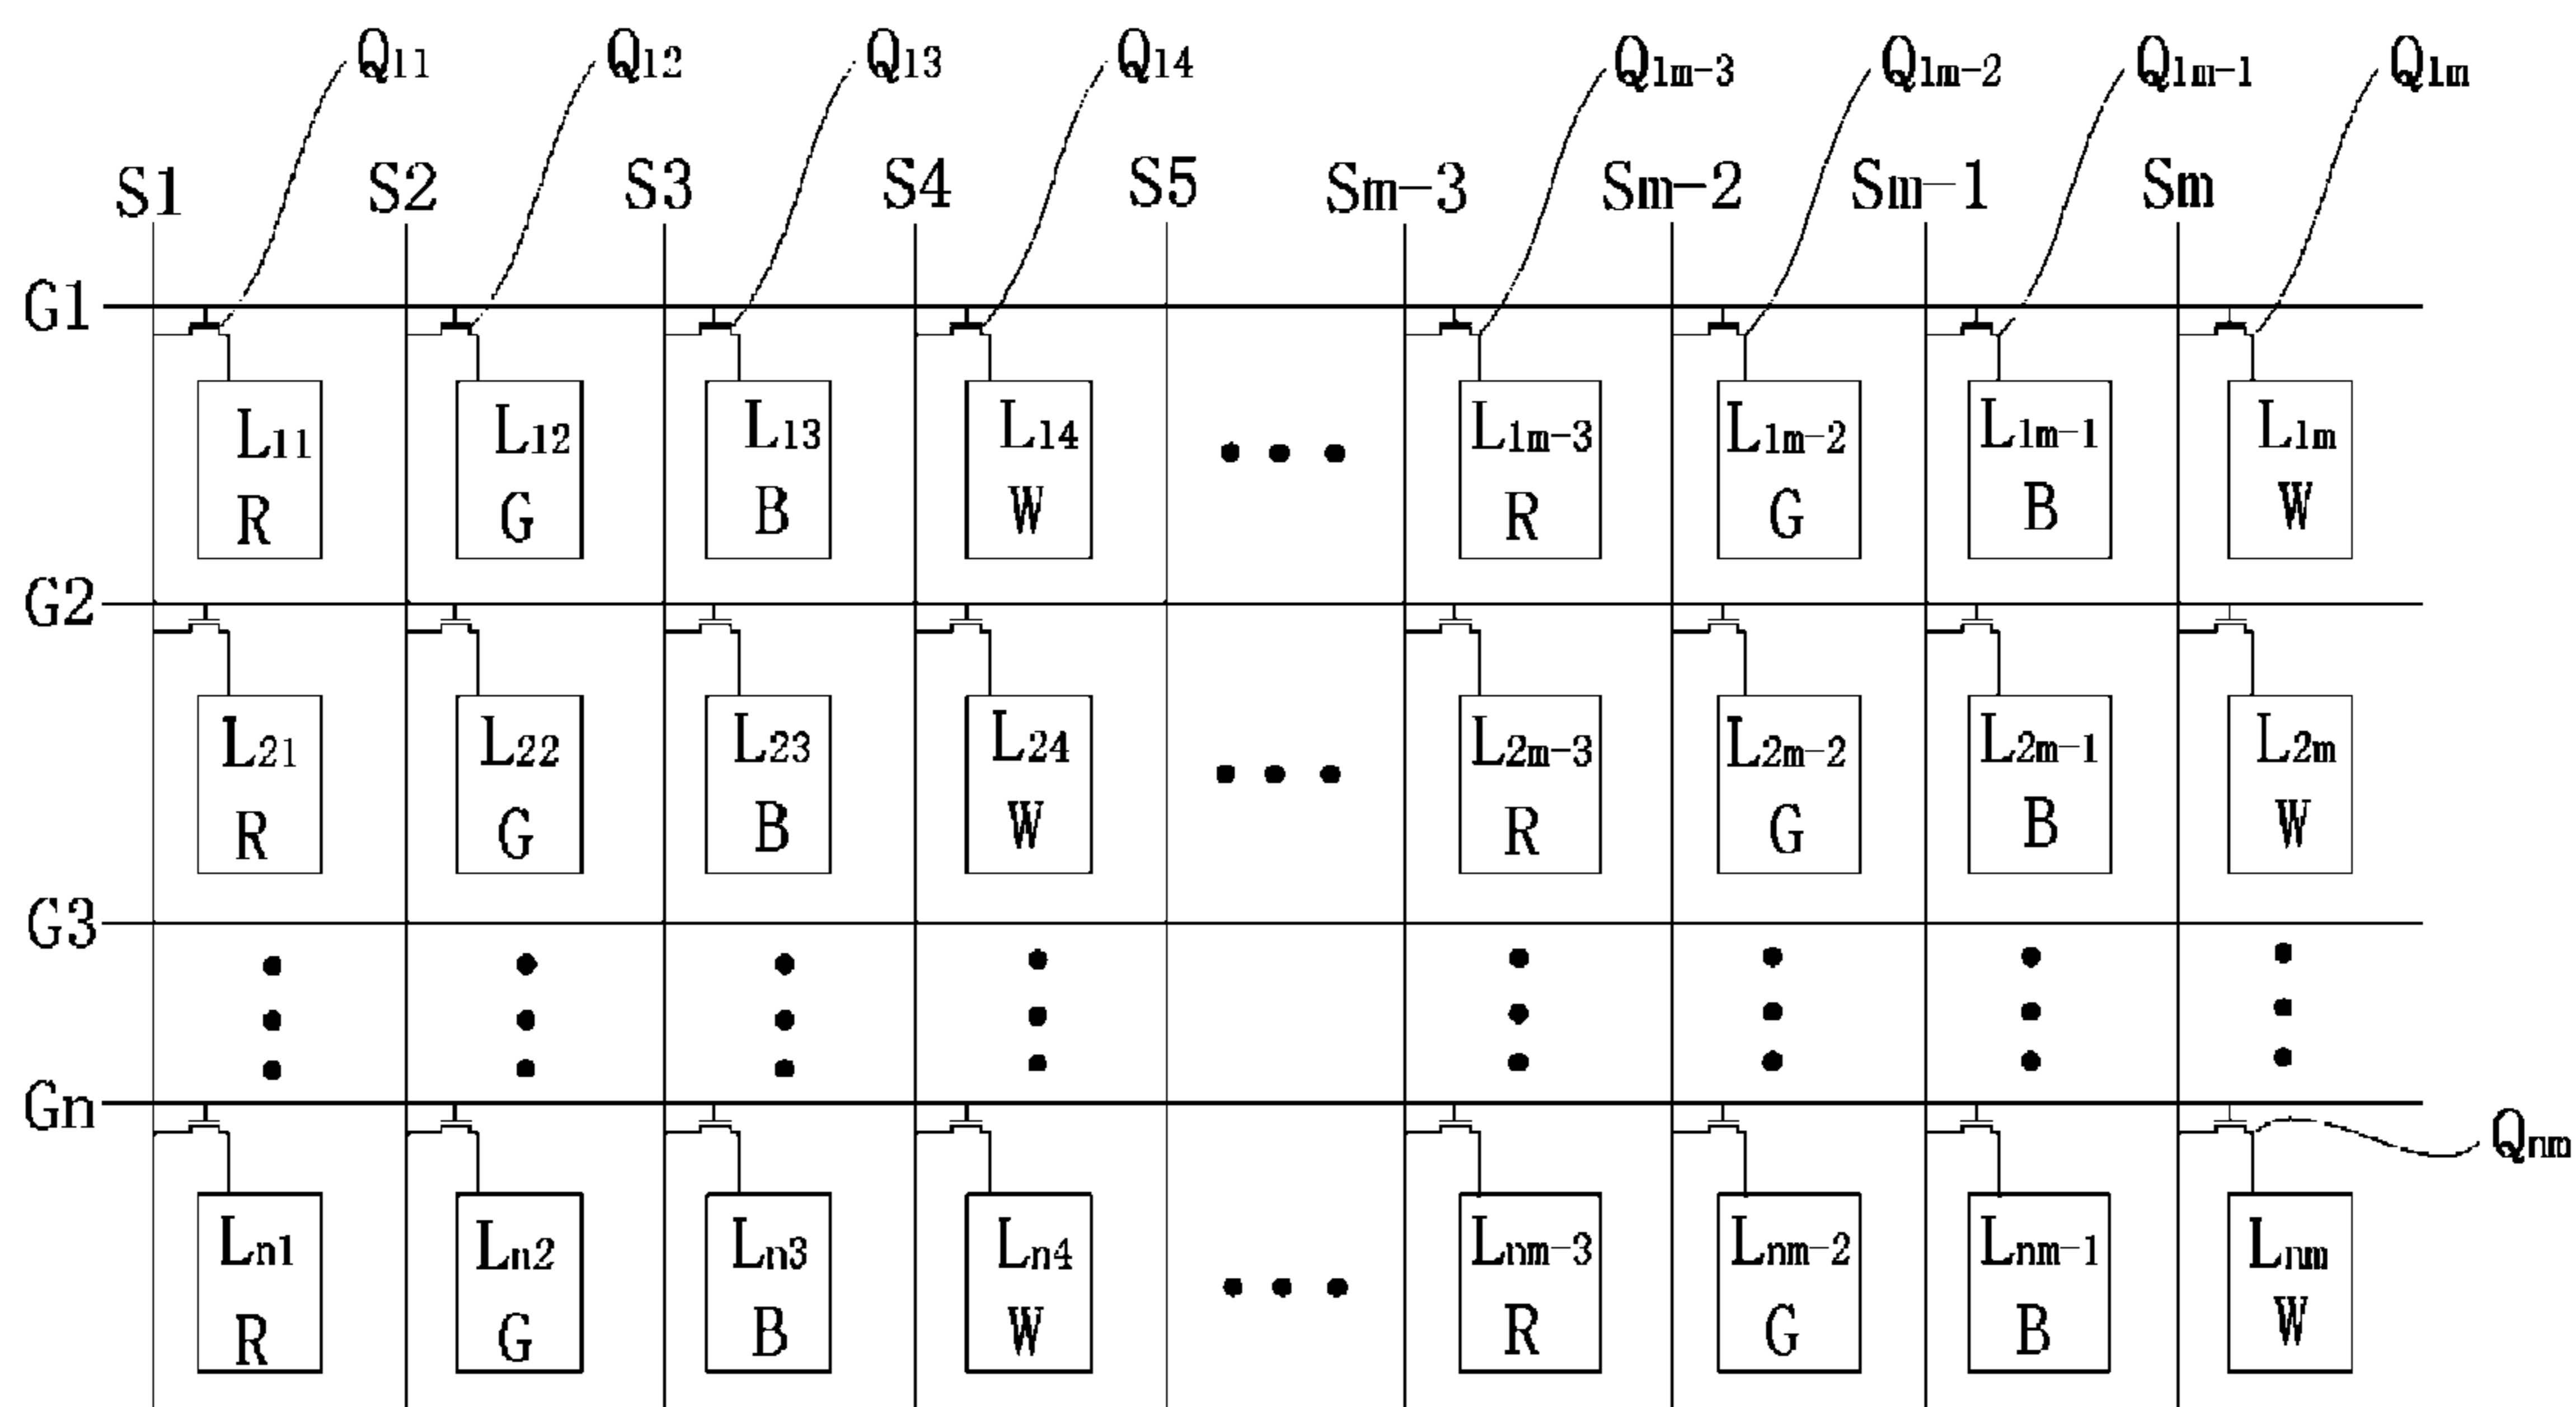 Q11 Q12 Q13 Q14 Q1m-3 Q1m-2 Q1m-1 Q1m
S1 S2 S3 S4 S5 Sm-3 Sm-2 Sm-1 Sm
G1
L11 L12 L13 L14 L1m-3 L1m-2 L1m-1 L1m
R G B W R G B W
G2
L21 L22 L23 L24 L2m-3 L2m-2 L2m-1 L2m
R G B W R G B W
G3
Gn
Qnm
Ln1 Ln2 Ln3 Ln4 Lnm-3 Lnm-2 Lnm-1 Lnm
R G B W R G B W